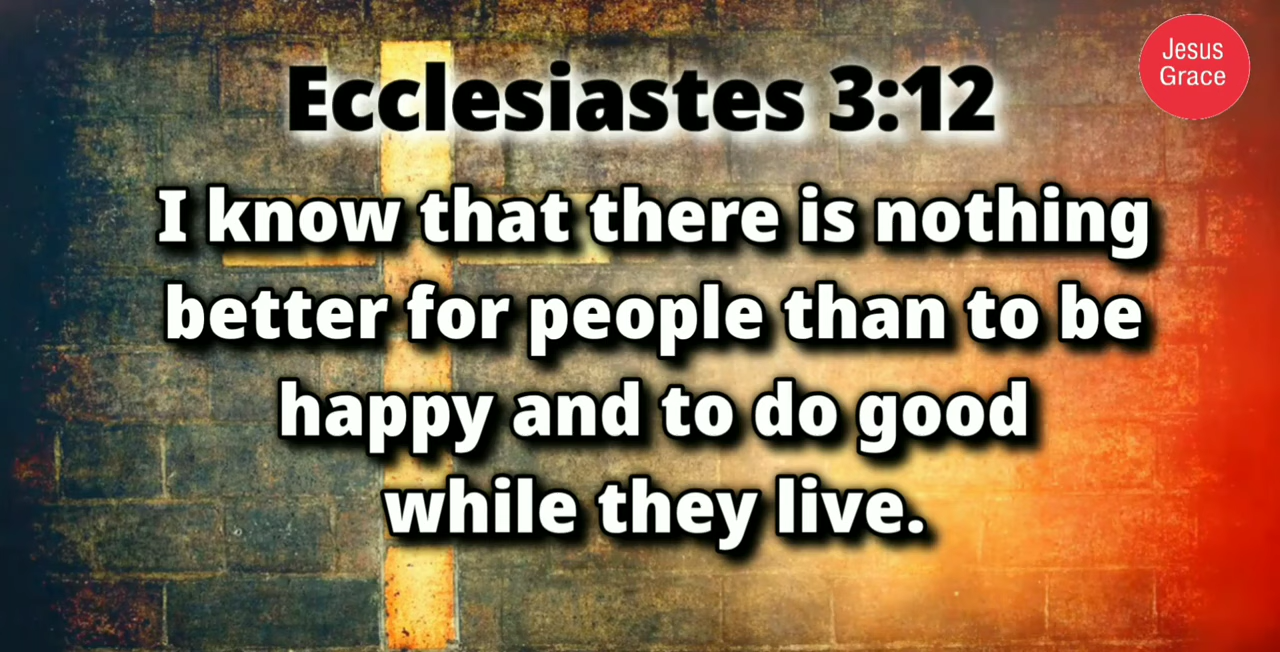 Jesus
Grace
Ecclesiastes 3:12
I know that there is nothing
better for people than to be
happy and to do good
while they live.